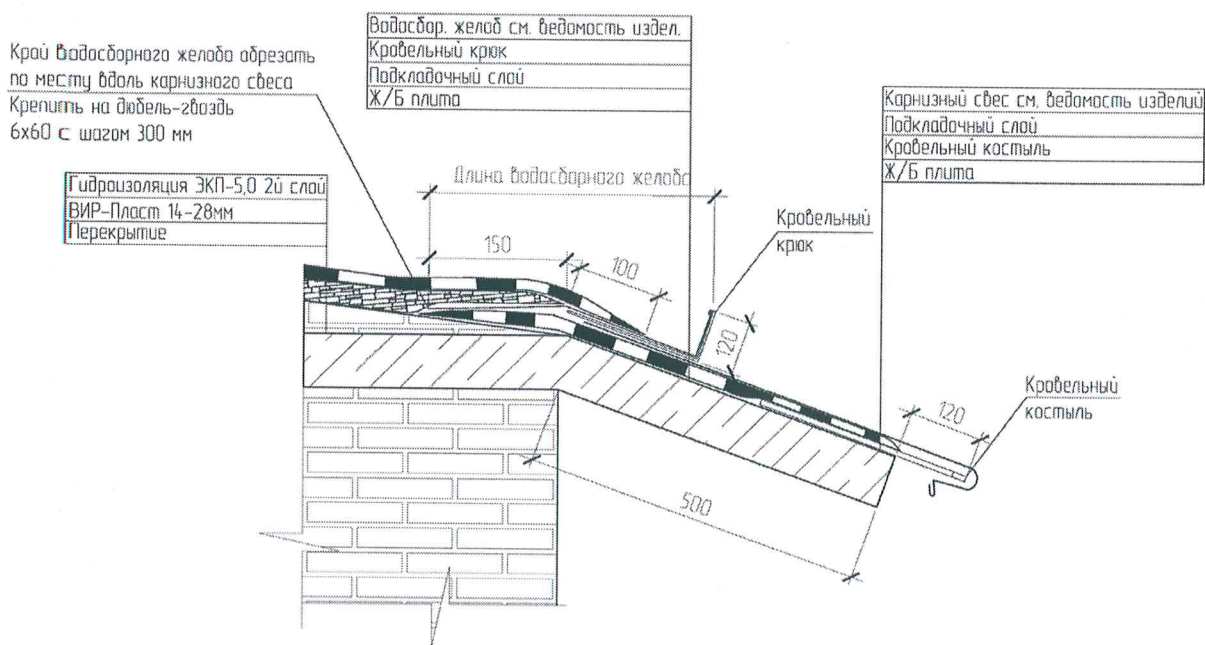 Край водосборного желоба обрезать
по месту вдоль карнизного свеса
Крепить на дюбель-гвоздь
6х60 с шагом 300 мм
Водосбор. желоб см. ведомость издел.
Кровельный крюк
Подкладочный слой
Ж/Б плита
Карнизный свес см. ведомость изделий
Подкладочный слой
Кровельный костыль
Ж/Б плита
Гидроизоляция ЭКП-5,0 2й слой
ВИР-Пласт 14-28мм
Перекрытие
Длина водосборного желоба
150
100
Кровельный
крюк
120
Кровельный
костыль
120
500